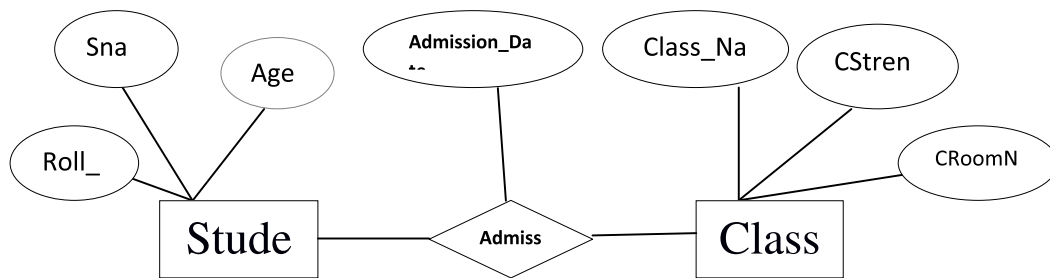 Sna
Age
Admission_Da
Class_Na
CStren
Roll_
CRoomN
Stude
Admiss
Class